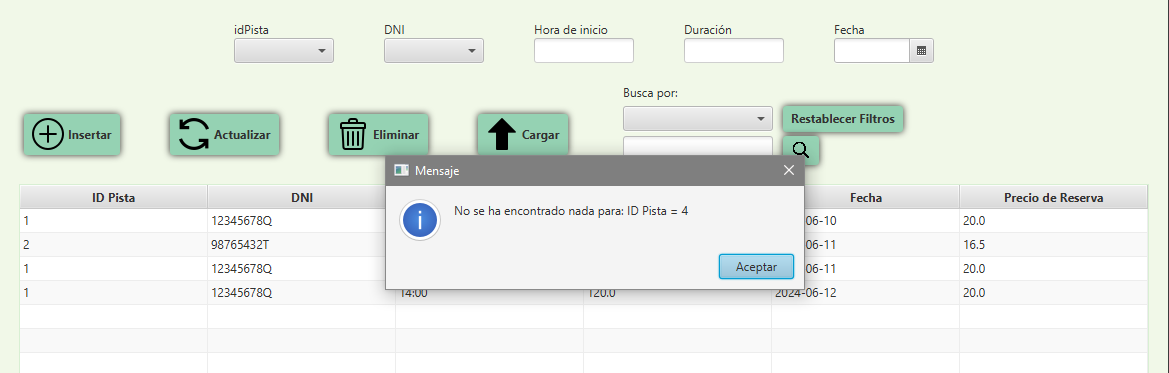 idPista DNI Hora de inicio Duración Fecha
Busca por:
Restablecer Filtros
Insertar Actualizar Eliminar Cargar
Mensaje
No se ha encontrado nada para: ID Pista = 4
Aceptar
ID Pista DNI Fecha Precio de Reserva
1 12345678Q -06-10 20.0
2 98765432T -06-11 16.5
1 12345678Q -06-11 20.0
1 12345678Q 14:00 120.0 2024-06-12 20.0